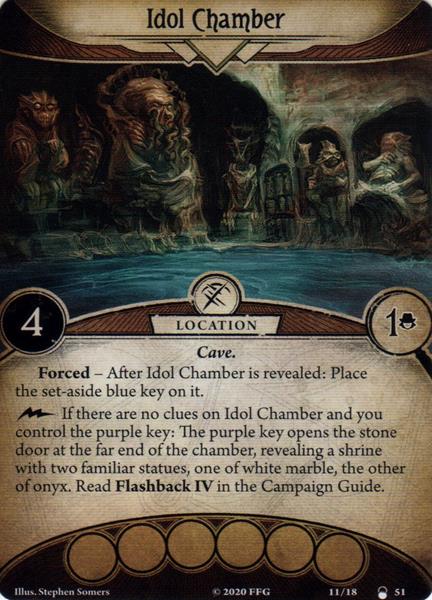 Idol Chamber
4
LOCATION
1
Cave.
Forced – After Idol Chamber is revealed: Place
the set-aside blue key on it.
If there are no clues on Idol Chamber and you
control the purple key: The purple key opens the stone
door at the far end of the chamber, revealing a shrine
with two familiar statues, one of white marble, the other
of onyx. Read Flashback IV in the Campaign Guide.
Illus. Stephen Somers © 2020 FFG 11/18 51